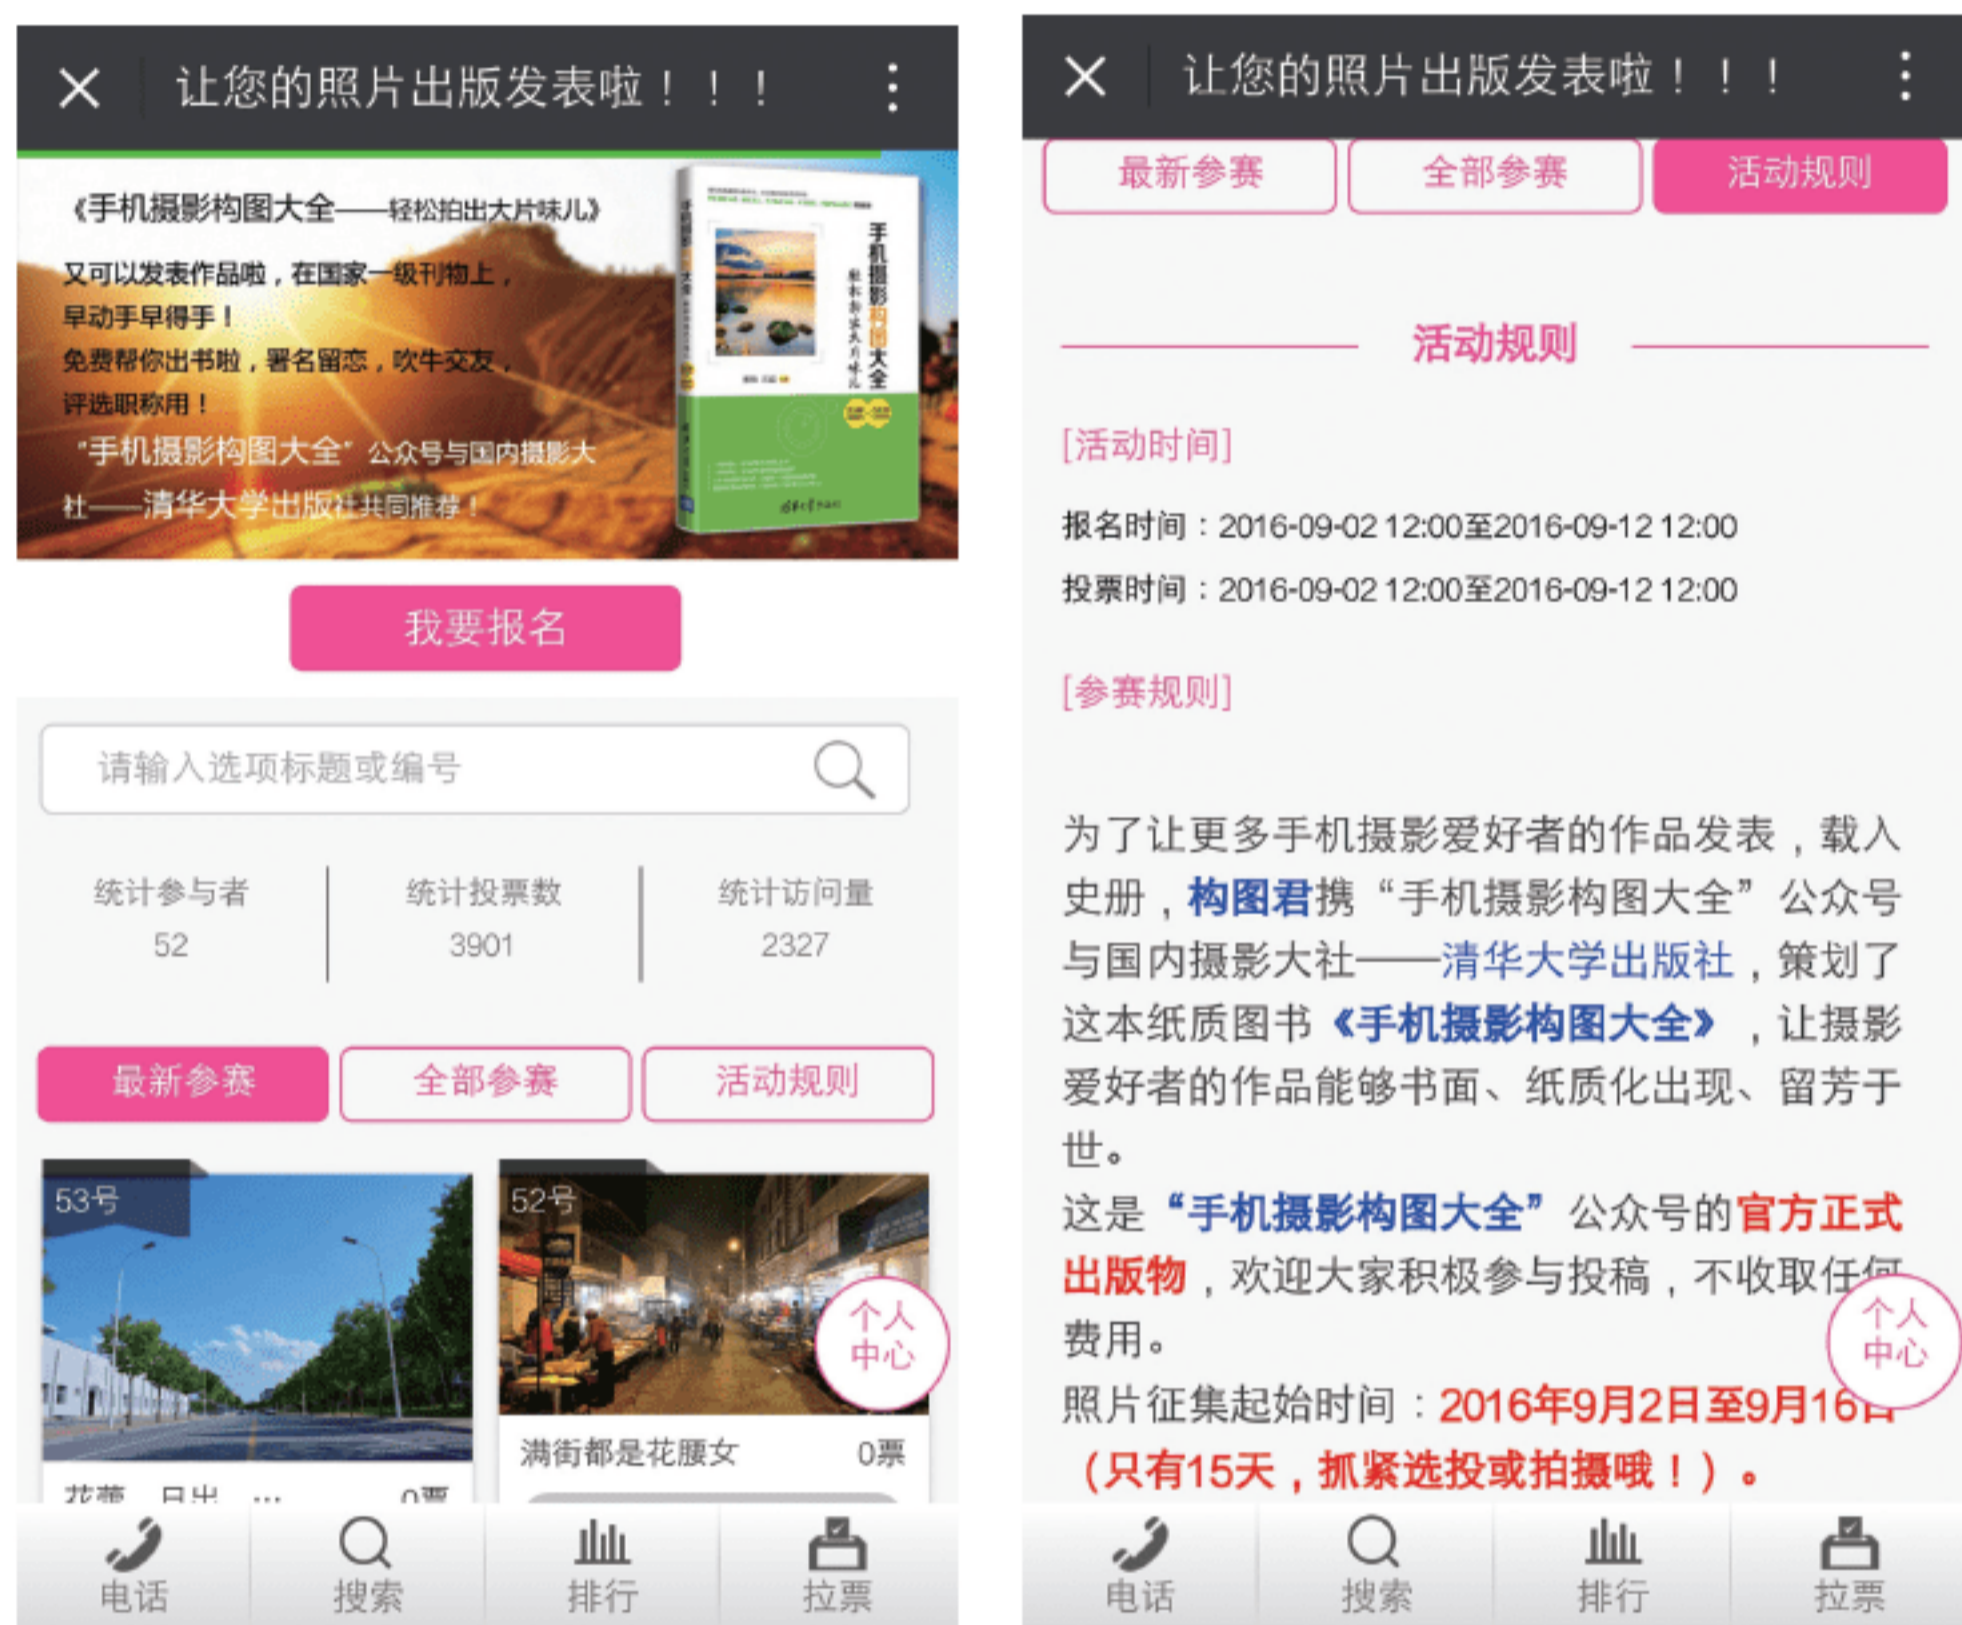 让您的照片出版发表啦！！！
《手机摄影构图大全——轻松拍出大片味儿》
又可以发表作品啦，在国家一级刊物上，
早动手早得手！
免费帮你出书啦，署名留恋，吹牛交友，
评选职称用！
“手机摄影构图大全”公众号与国内摄影大
社——清华大学出版社共同推荐！
手机摄影构图大全
轻松拍出大片味儿
我要报名
请输入选项标题或编号
统计参与者 统计投票数 统计访问量
52 3901 2327
最新参赛 全部参赛 活动规则
53号 52号
满街都是花腰女 0票
花蕾 日出 … 0票
个人
中心
电话 搜索 排行 拉票
让您的照片出版发表啦！！！
最新参赛 全部参赛 活动规则
活动规则
[活动时间]
报名时间：2016-09-02 12:00至2016-09-12 12:00
投票时间：2016-09-02 12:00至2016-09-12 12:00
[参赛规则]
为了让更多手机摄影爱好者的作品发表，载入
史册，构图君携“手机摄影构图大全”公众号
与国内摄影大社——清华大学出版社，策划了
这本纸质图书《手机摄影构图大全》，让摄影
爱好者的作品能够书面、纸质化出现、留芳于
世。
这是“手机摄影构图大全”公众号的官方正式
出版物，欢迎大家积极参与投稿，不收取任何
费用。
照片征集起始时间：2016年9月2日至9月16日
（只有15天，抓紧选投或拍摄哦！）。
个人
中心
电话 搜索 排行 拉票